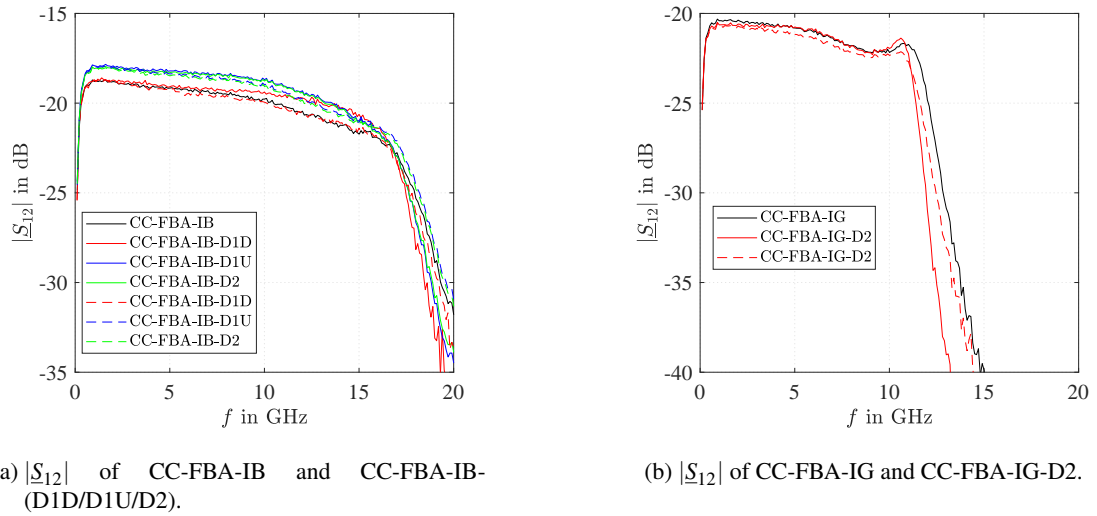 -15
-20
-25
-30
-35
|S₁₂| in dB
CC-FBA-IB
CC-FBA-IB-D1D
CC-FBA-IB-D1U
CC-FBA-IB-D2
CC-FBA-IB-D1D
CC-FBA-IB-D1U
CC-FBA-IB-D2
0 5 10 15 20
f in GHz
a) |S₁₂| of CC-FBA-IB and CC-FBA-IB-
(D1D/D1U/D2).
-20
-25
-30
-35
-40
|S₁₂| in dB
CC-FBA-IG
CC-FBA-IG-D2
CC-FBA-IG-D2
0 5 10 15 20
f in GHz
(b) |S₁₂| of CC-FBA-IG and CC-FBA-IG-D2.